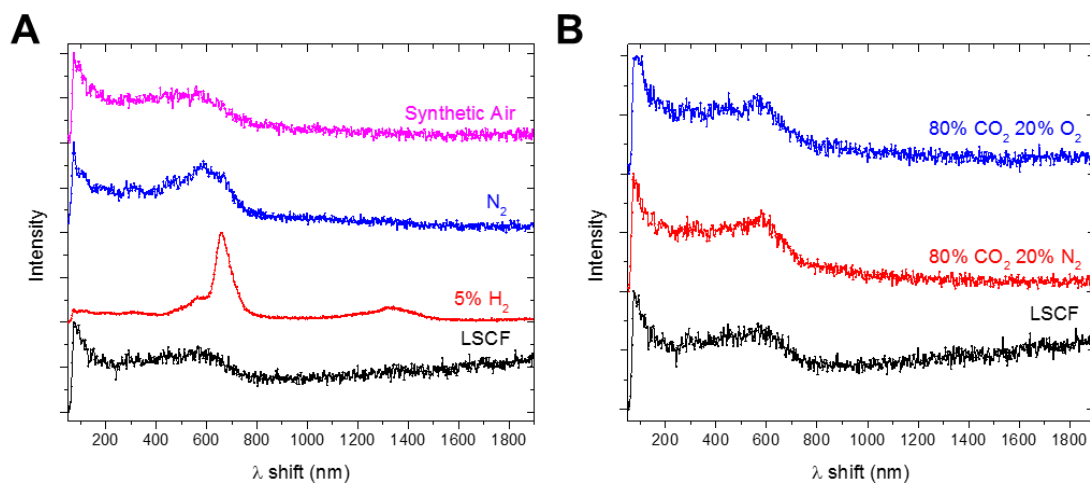 A
Intensity
Synthetic Air
N₂
5% H₂
LSCF
200 400 600 800 1000 1200 1400 1600 1800
λ shift (nm)
B
Intensity
80% CO₂ 20% O₂
80% CO₂ 20% N₂
LSCF
200 400 600 800 1000 1200 1400 1600 1800
λ shift (nm)